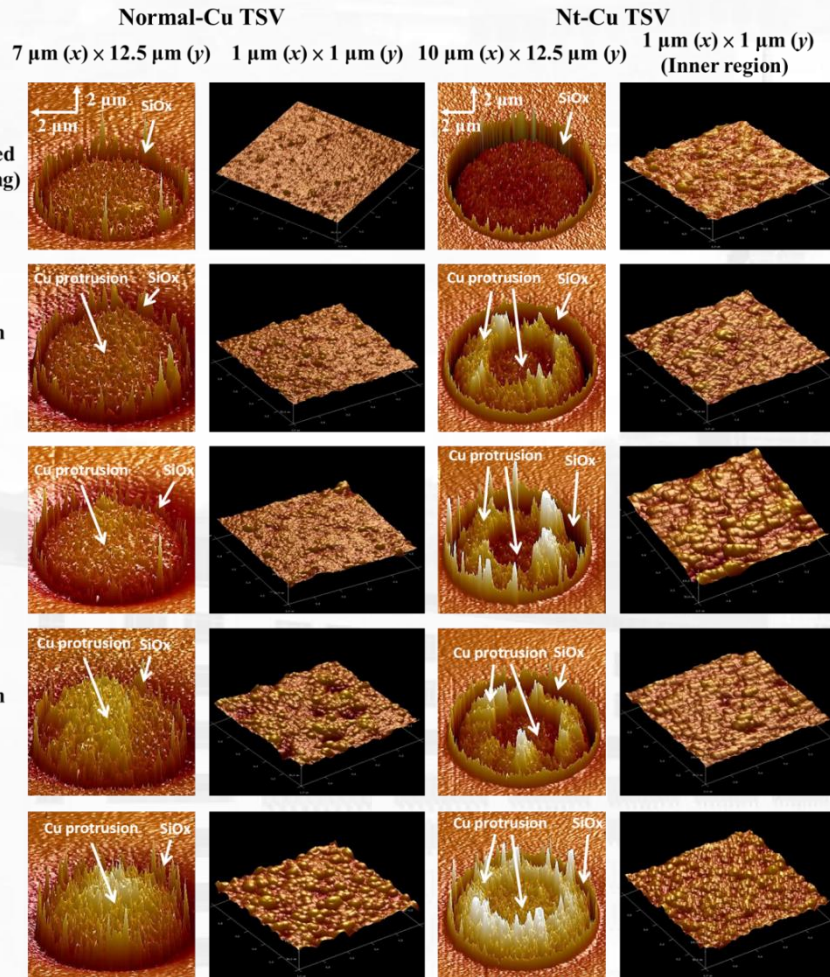 Normal-Cu TSV
Nt-Cu TSV
7 μm (x) × 12.5 μm (y)
1 μm (x) × 1 μm (y)
10 μm (x) × 12.5 μm (y)
1 μm (x) × 1 μm (y)
(Inner region)
2 μm
2 μm
SiOx
2 μm
2 μm
SiOx
Cu protrusion
SiOx
Cu protrusion
SiOx
Cu protrusion
SiOx
Cu protrusion
SiOx
Cu protrusion
SiOx
Cu protrusion
SiOx
Cu protrusion
SiOx
Cu protrusion
SiOx